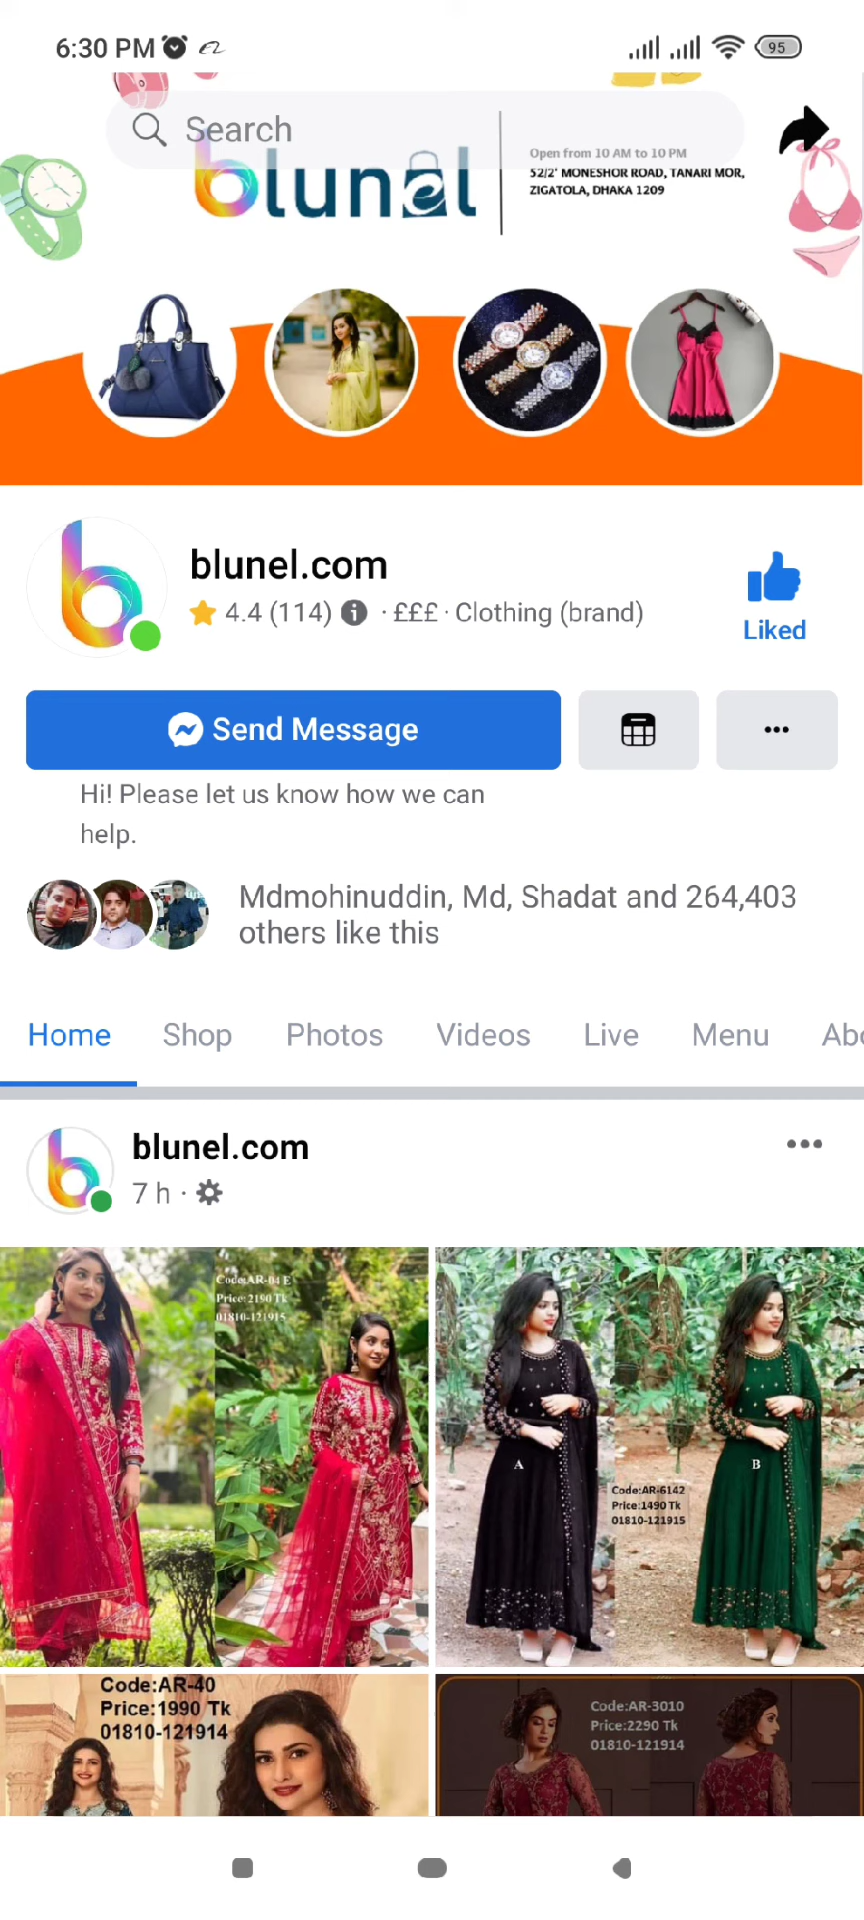 6:30 PM
95
Search
blunel
Open from 10 AM to 10 PM
52/2' MONESHOR ROAD, TANARI MOR,
ZIGATOLA, DHAKA 1209
blunel.com
4.4 (114) · £££ · Clothing (brand)
Liked
Send Message
Hi! Please let us know how we can
help.
Mdmohinuddin, Md, Shadat and 264,403
others like this
Home Shop Photos Videos Live Menu Abo
blunel.com
7 h ·
Code:AR-04 E
Price:2190 Tk
01810-121915
A
B
Code:AR-6142
Price:1490 Tk
01810-121915
Code:AR-40
Price:1990 Tk
01810-121914
Code:AR-3010
Price:2290 Tk
01810-121914